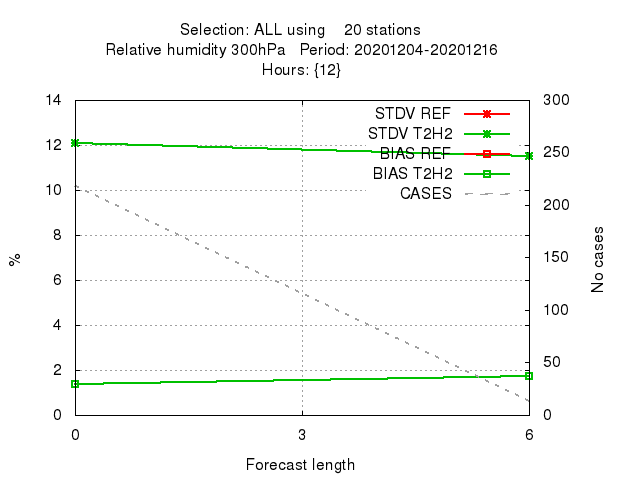 Selection: ALL using 20 stations
Relative humidity 300hPa Period: 20201204-20201216
Hours: {12}
14 300
STDV REF
STDV T2H2
12 250
BIAS REF
BIAS T2H2
10 200
CASES
8 150
6 100
4 50
2
0 0
%
No cases
0 3 6
Forecast length